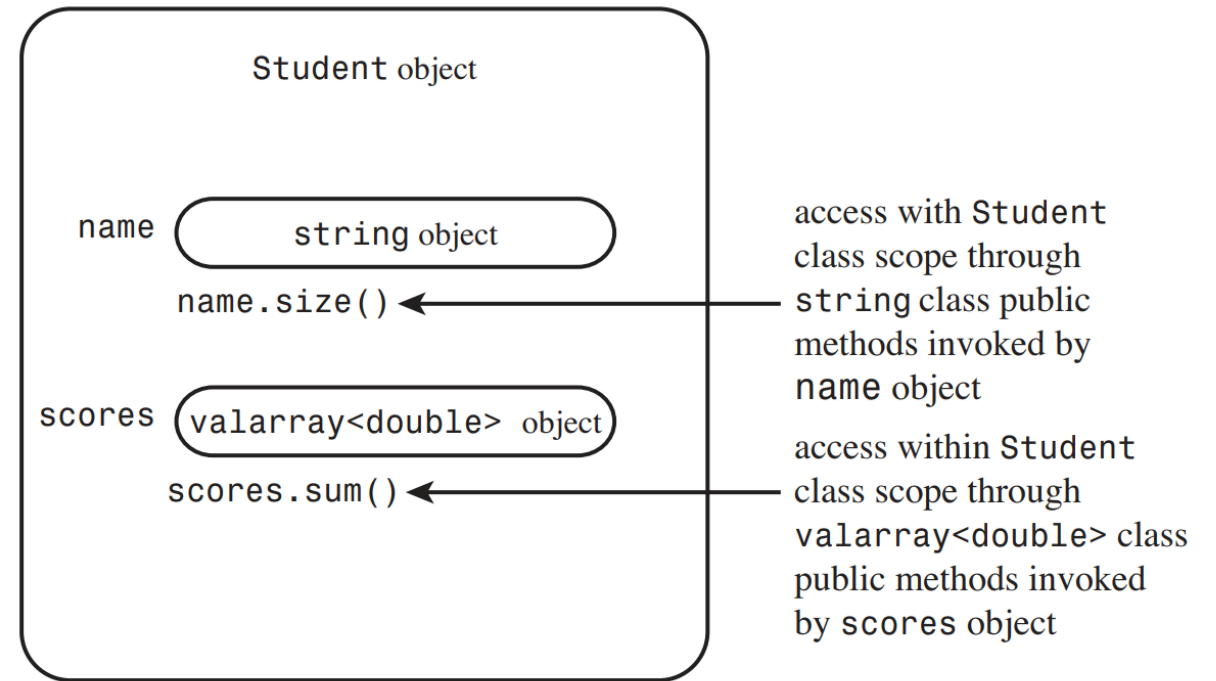 Student object
name
string object
name.size()
access with Student
class scope through
string class public
methods invoked by
name object
scores
valarray<double> object
scores.sum()
access within Student
class scope through
valarray<double> class
public methods invoked
by scores object